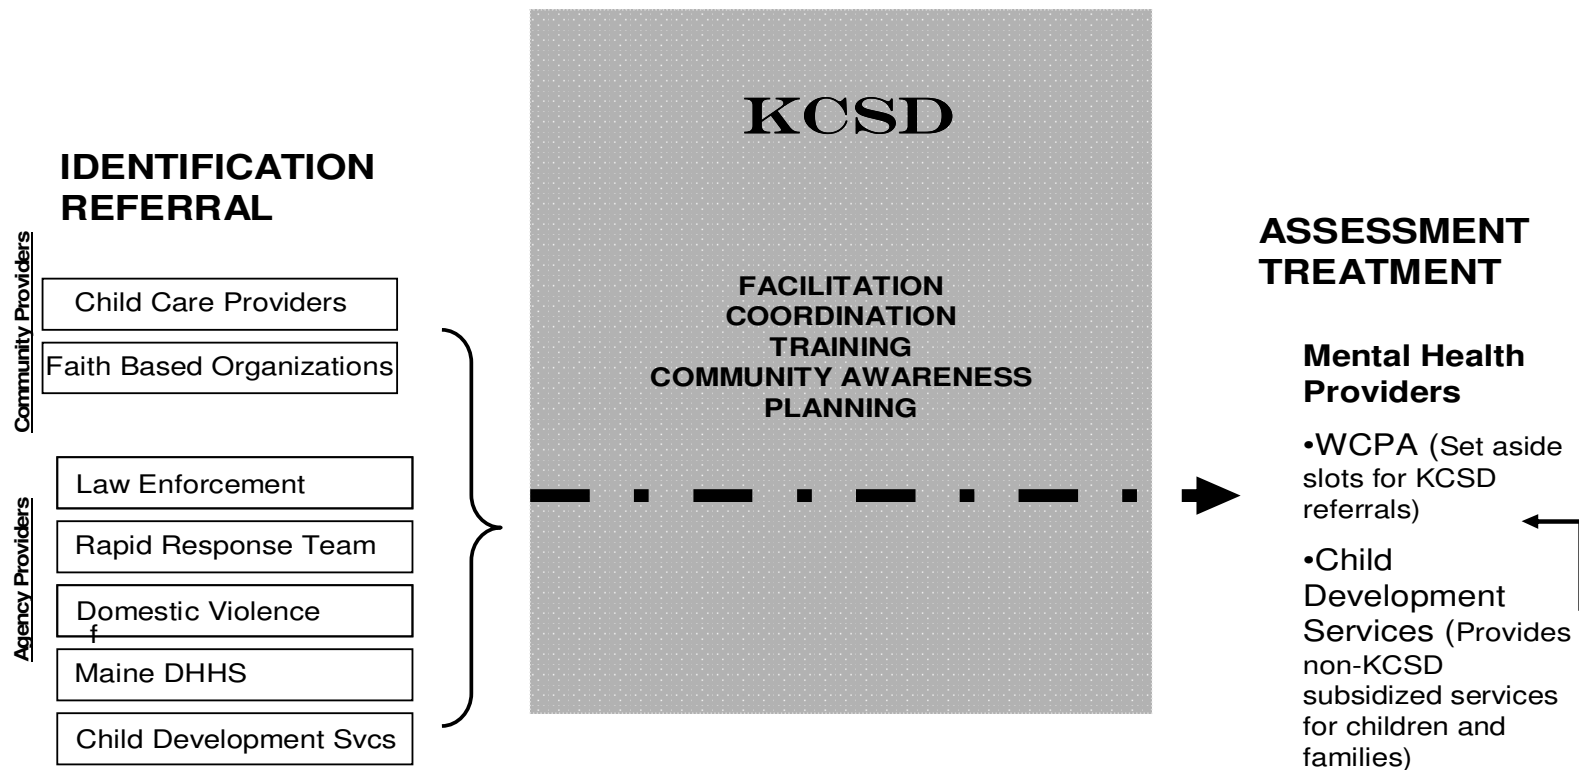 IDENTIFICATION
REFERRAL
Community Providers
Child Care Providers
Faith Based Organizations
Agency Providers
Law Enforcement
Rapid Response Team
Domestic Violence
f
Maine DHHS
Child Development Svcs
KCSD
FACILITATION
COORDINATION
TRAINING
COMMUNITY AWARENESS
PLANNING
ASSESSMENT
TREATMENT
Mental Health
Providers
•WCPA (Set aside
slots for KCSD
referrals)
•Child
Development
Services (Provides
non-KCSD
subsidized services
for children and
families)